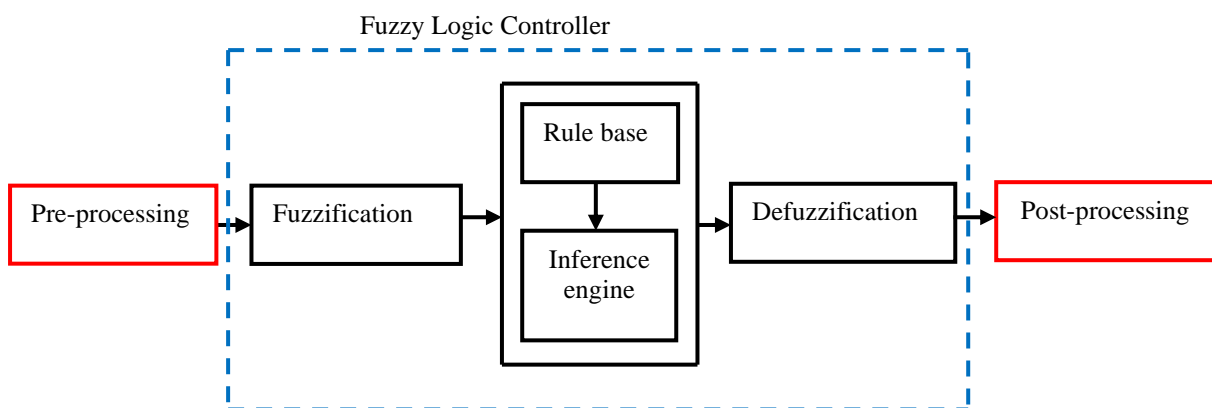 Fuzzy Logic Controller
Rule base
Pre-processing
Fuzzification
Defuzzification
Post-processing
Inference
engine